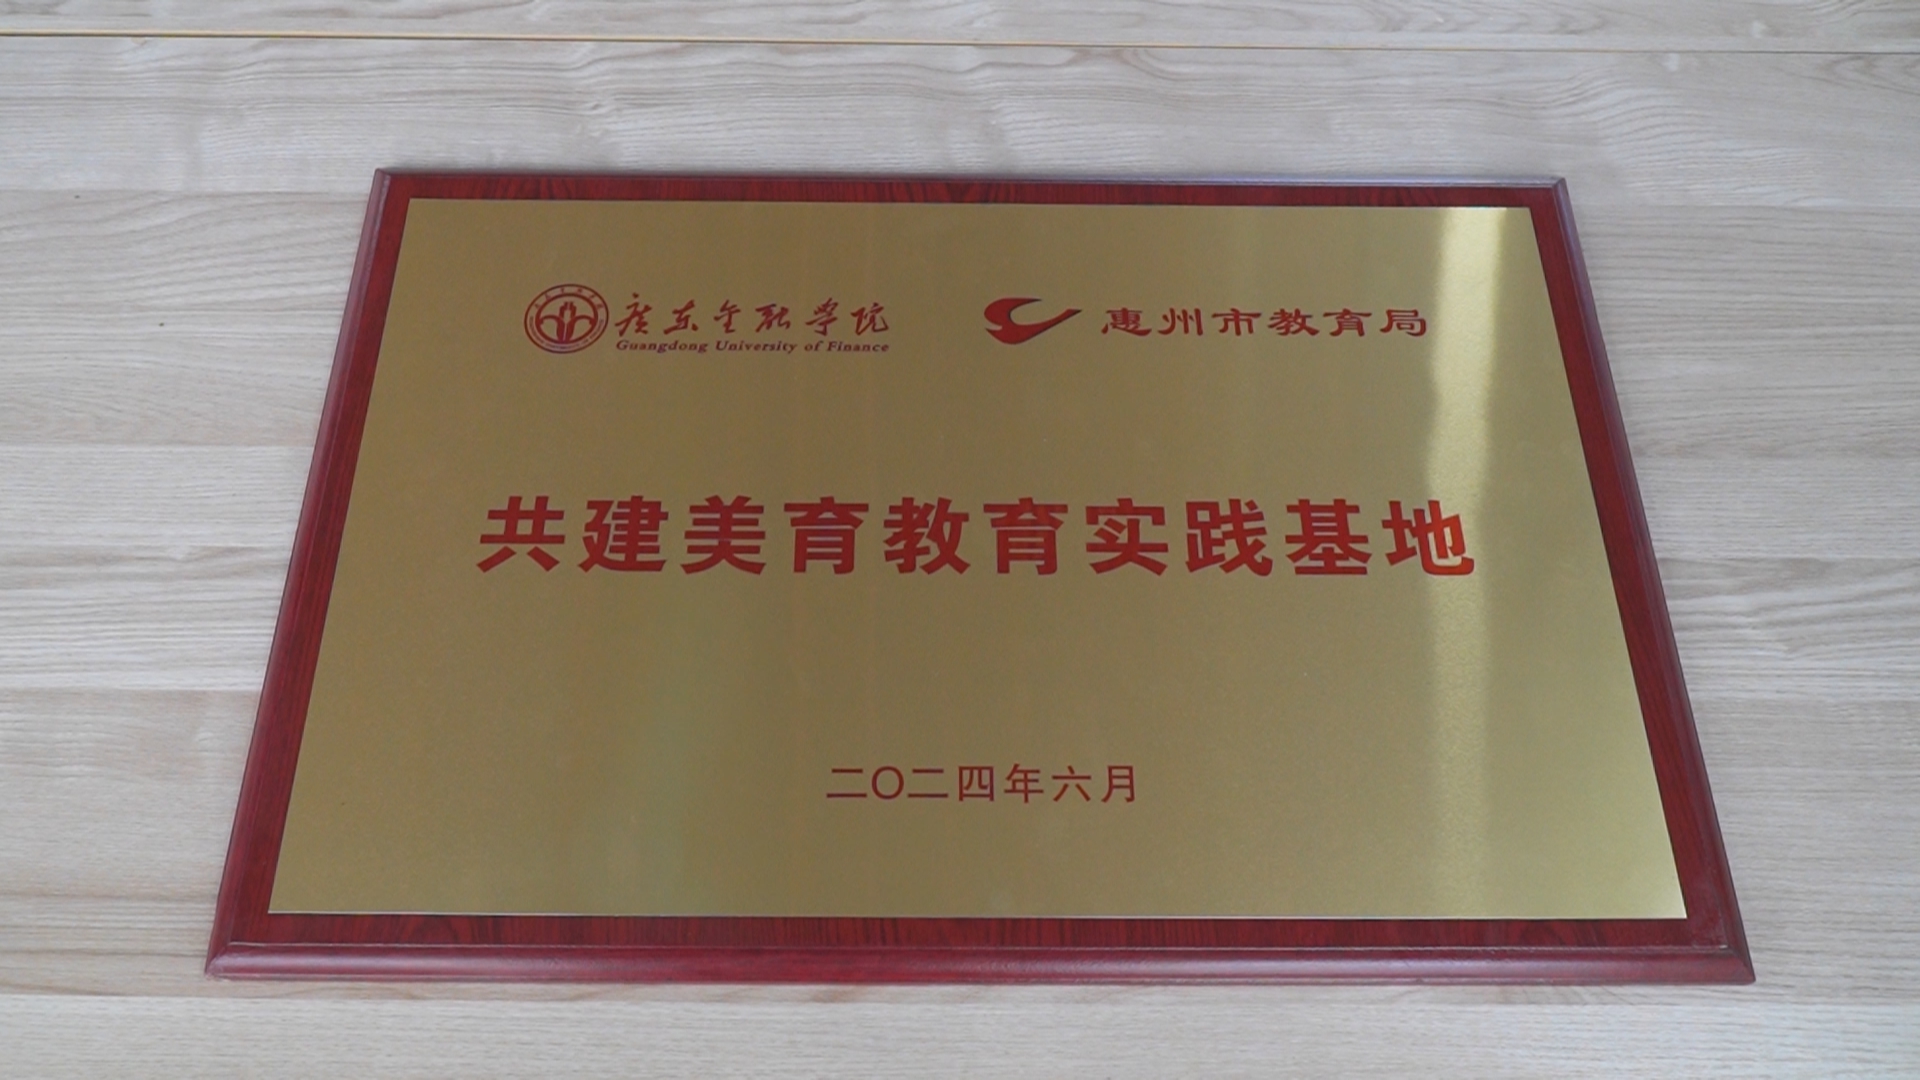 广东金融学院
Guangdong University of Finance
惠州市教育局
共建美育教育实践基地
二〇二四年六月